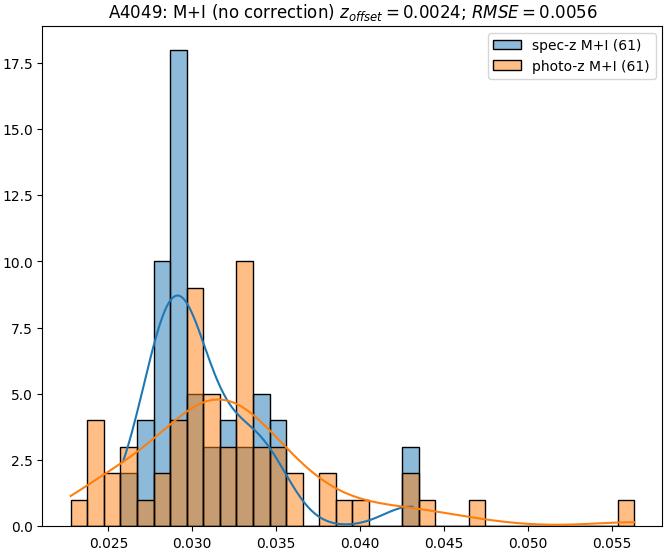 A4049: M+I (no correction) z_offset = 0.0024; RMSE = 0.0056
spec-z M+I (61)
photo-z M+I (61)
17.5
15.0
12.5
10.0
7.5
5.0
2.5
0.0
0.025 0.030 0.035 0.040 0.045 0.050 0.055